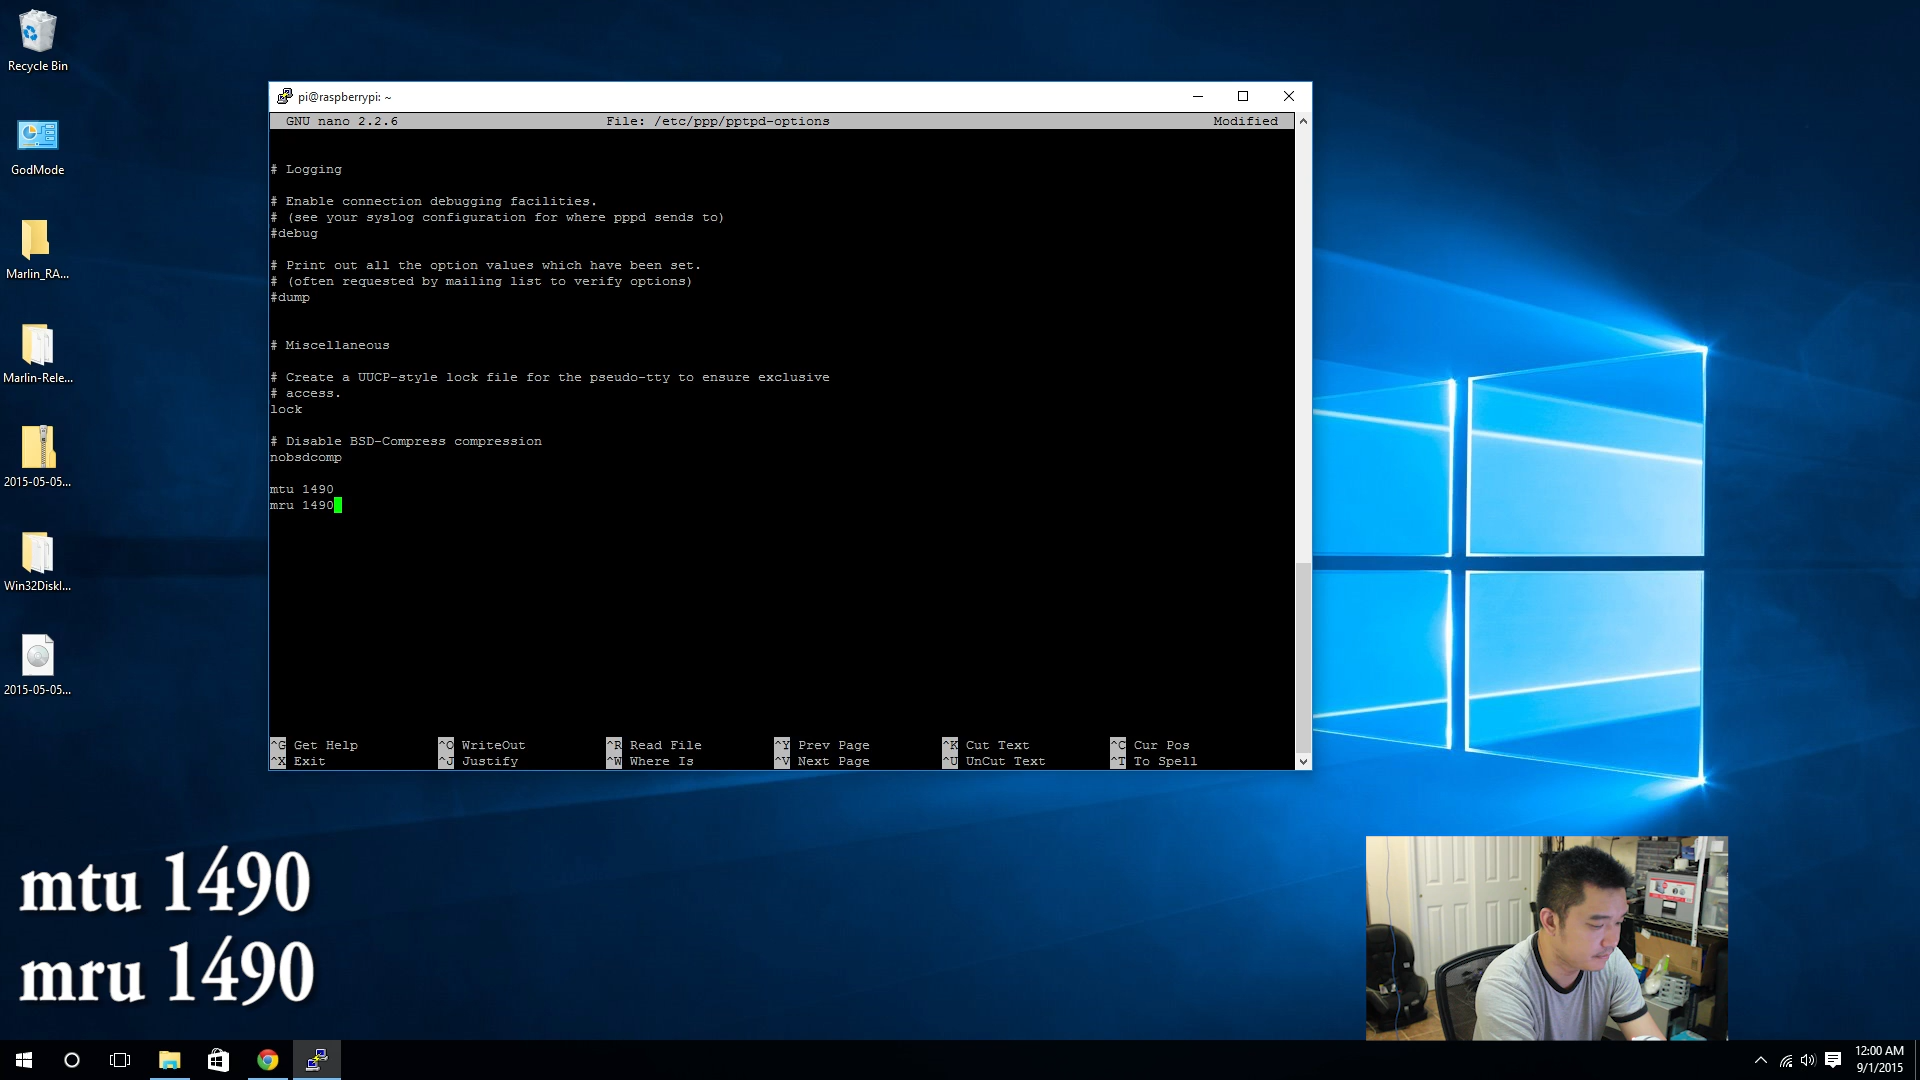 Recycle Bin
GodMode
Marlin_RA...
Marlin-Rele...
2015-05-05...
Win32DiskI...
2015-05-05...
pi@raspberrypi: ~
GNU nano 2.2.6 File: /etc/ppp/pptpd-options Modified
# Logging
# Enable connection debugging facilities.
# (see your syslog configuration for where pppd sends to)
#debug
# Print out all the option values which have been set.
# (often requested by mailing list to verify options)
#dump
# Miscellaneous
# Create a UUCP-style lock file for the pseudo-tty to ensure exclusive
# access.
lock
# Disable BSD-Compress compression
nobsdcomp
mtu 1490
mru 1490
^G Get Help ^O WriteOut ^R Read File ^Y Prev Page ^K Cut Text ^C Cur Pos
^X Exit ^J Justify ^W Where Is ^V Next Page ^U UnCut Text ^T To Spell
mtu 1490
mru 1490
12:00 AM
9/1/2015